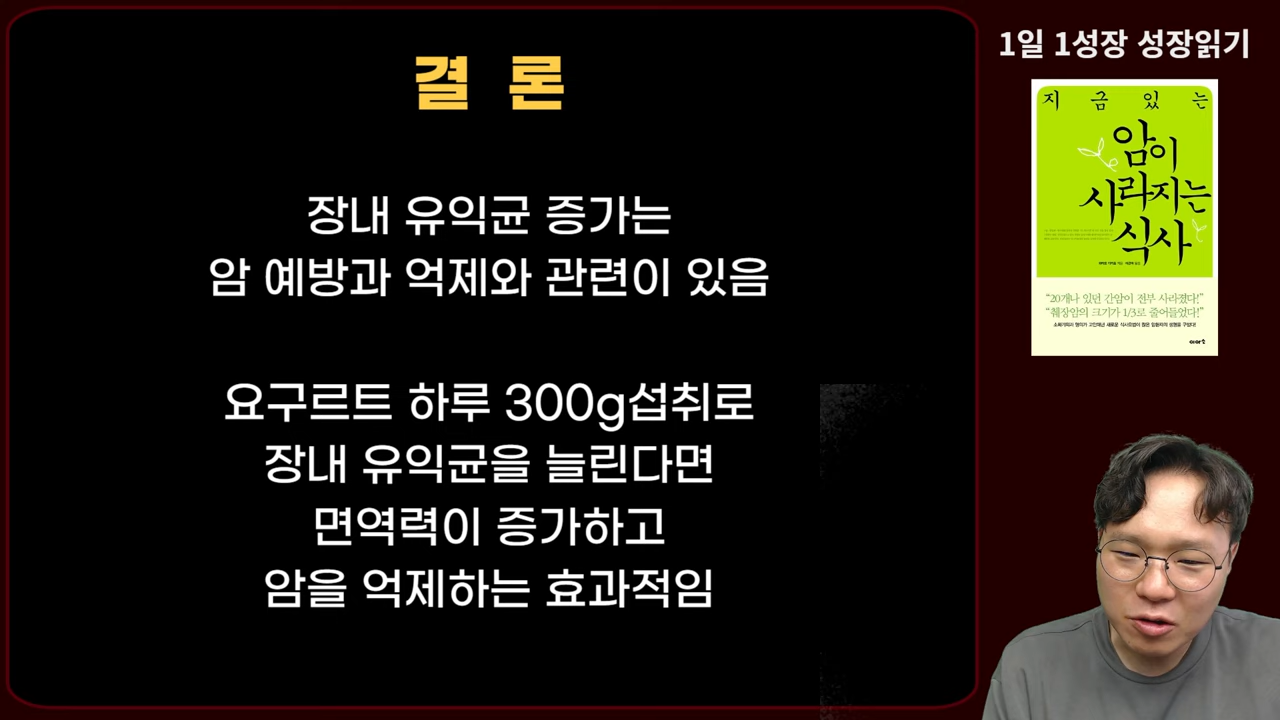 결 론
장내 유익균 증가는
암 예방과 억제와 관련이 있음
요구르트 하루 300g섭취로
장내 유익균을 늘린다면
면역력이 증가하고
암을 억제하는 효과적임
1일 1성장 성장읽기
지금있는
암이
사라지는
식사
“20개나 있던 간암이 전부 사라졌다!”
“췌장암의 크기가 1/3로 줄어들었다!”